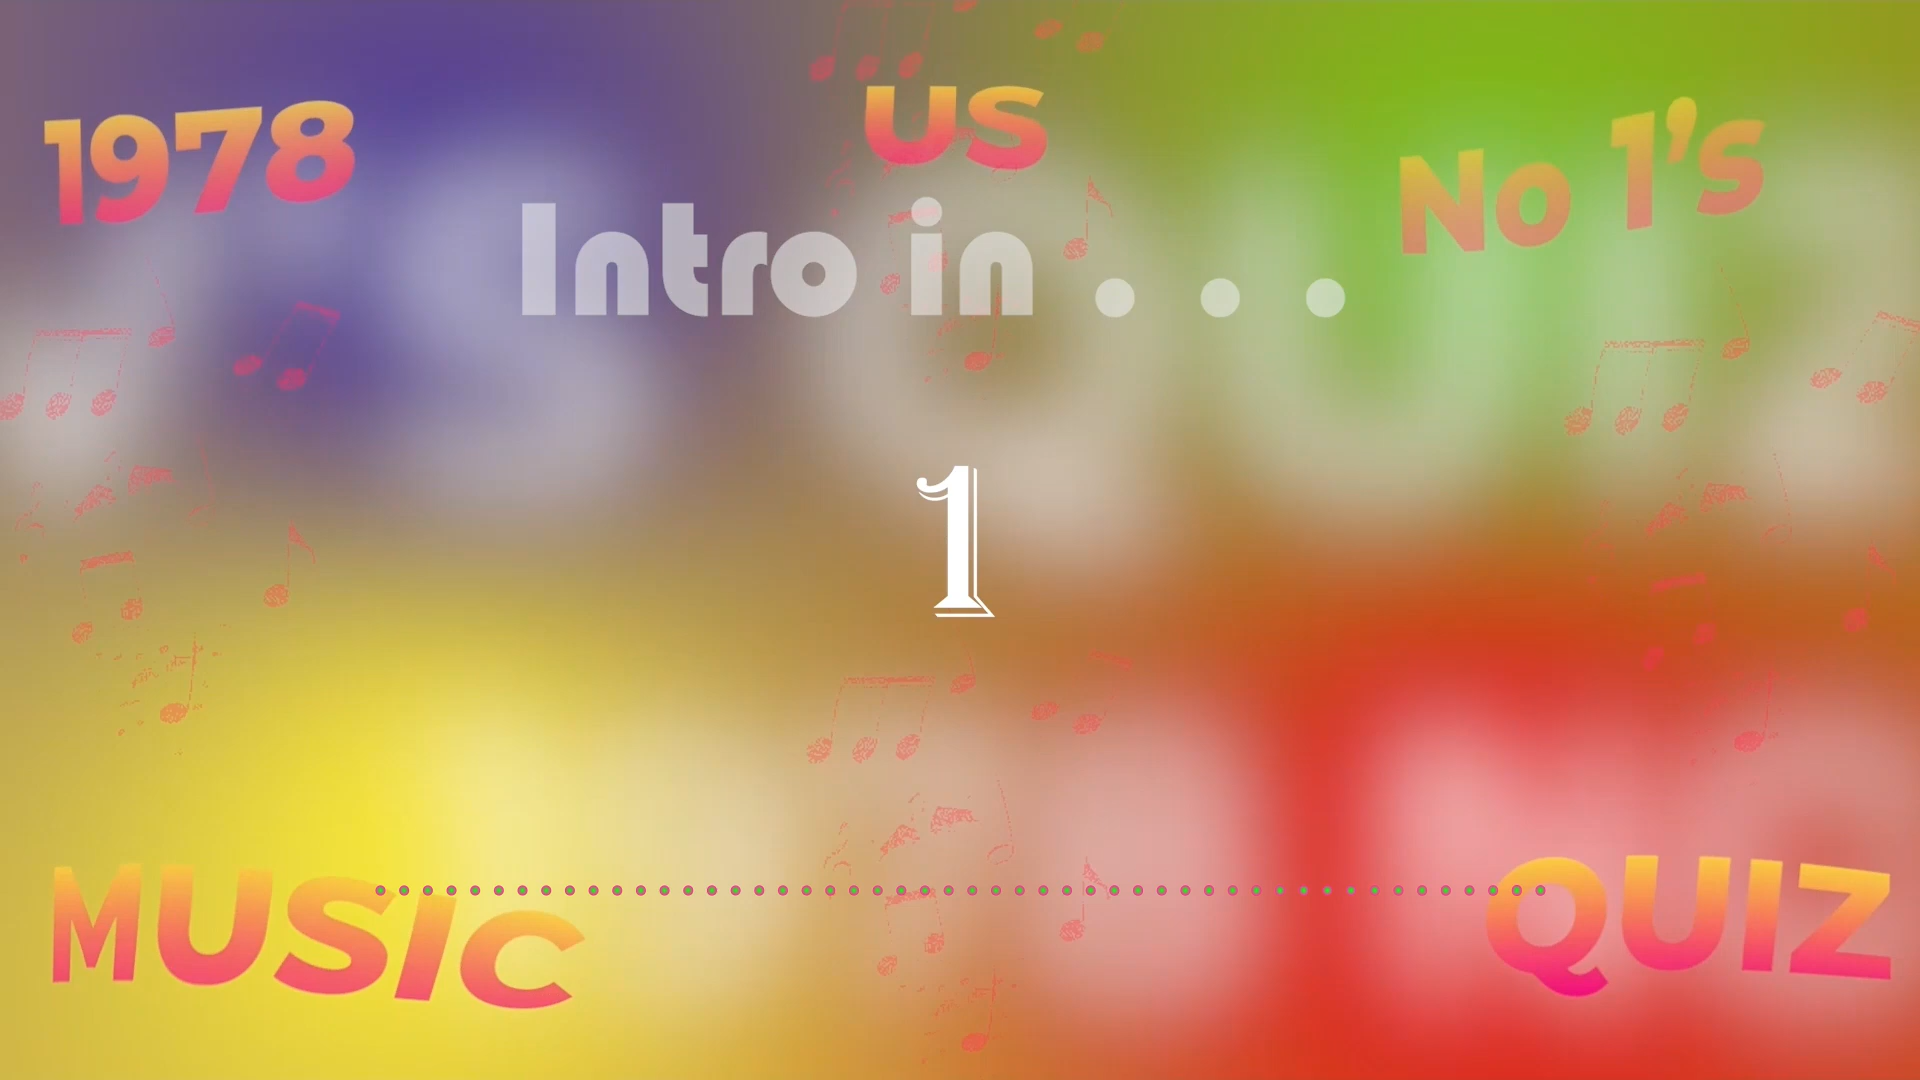 1978
US
No 1's
Intro in . . .
1
MUSIC
QUIZ